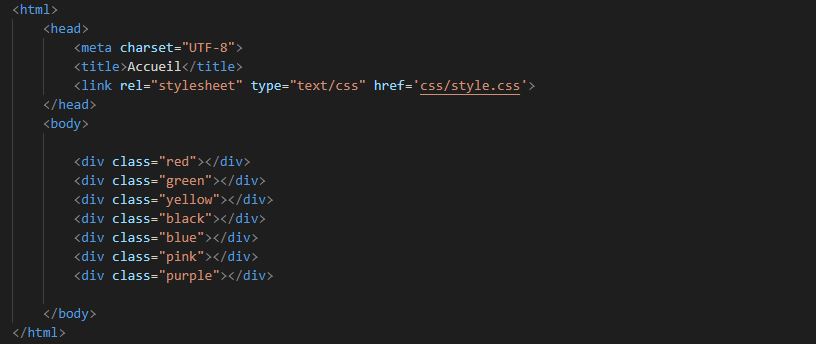 <html>
<head>
<meta charset="UTF-8">
<title>Accueil</title>
<link rel="stylesheet" type="text/css" href='css/style.css'>
</head>
<body>
<div class="red"></div>
<div class="green"></div>
<div class="yellow"></div>
<div class="black"></div>
<div class="blue"></div>
<div class="pink"></div>
<div class="purple"></div>
</body>
</html>